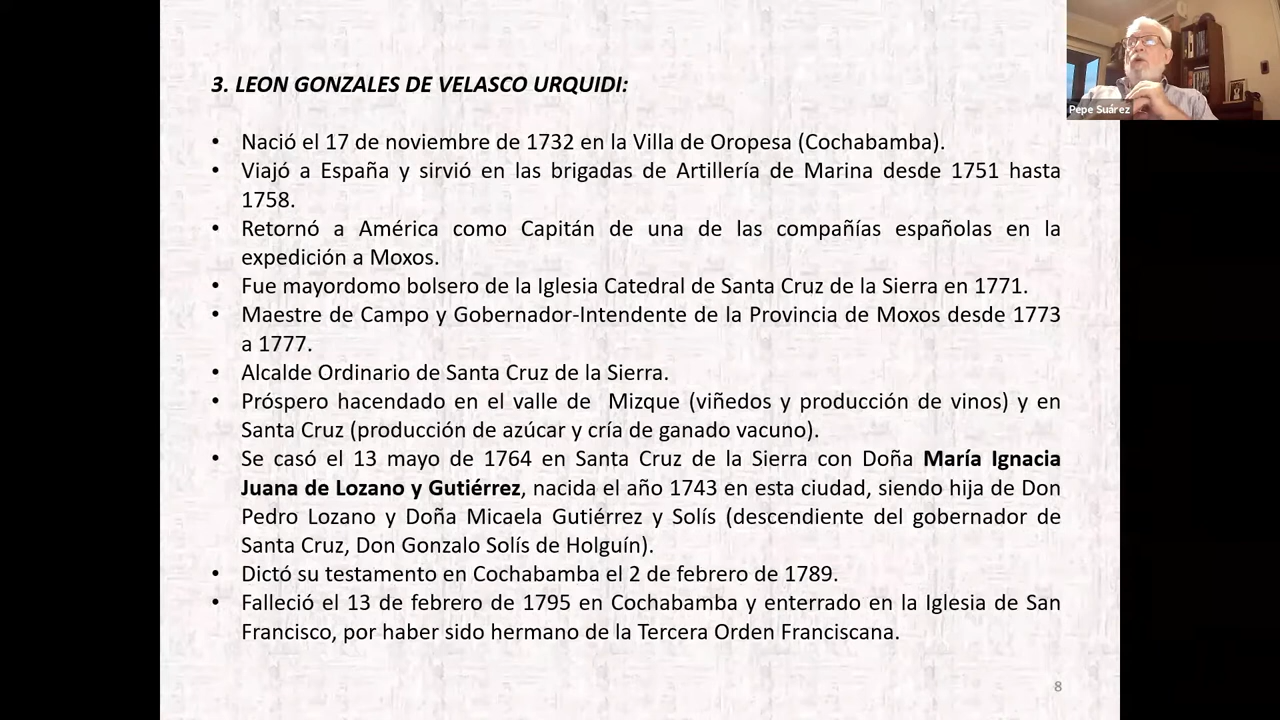 3. LEON GONZALES DE VELASCO URQUIDI:
Pepe Suárez
• Nació el 17 de noviembre de 1732 en la Villa de Oropesa (Cochabamba).
• Viajó a España y sirvió en las brigadas de Artillería de Marina desde 1751 hasta
1758.
• Retornó a América como Capitán de una de las compañías españolas en la
expedición a Moxos.
• Fue mayordomo bolsero de la Iglesia Catedral de Santa Cruz de la Sierra en 1771.
• Maestre de Campo y Gobernador-Intendente de la Provincia de Moxos desde 1773
a 1777.
• Alcalde Ordinario de Santa Cruz de la Sierra.
• Próspero hacendado en el valle de  Mizque (viñedos y producción de vinos) y en
Santa Cruz (producción de azúcar y cría de ganado vacuno).
• Se casó el 13 mayo de 1764 en Santa Cruz de la Sierra con Doña María Ignacia
Juana de Lozano y Gutiérrez, nacida el año 1743 en esta ciudad, siendo hija de Don
Pedro Lozano y Doña Micaela Gutiérrez y Solís (descendiente del gobernador de
Santa Cruz, Don Gonzalo Solís de Holguín).
• Dictó su testamento en Cochabamba el 2 de febrero de 1789.
• Falleció el 13 de febrero de 1795 en Cochabamba y enterrado en la Iglesia de San
Francisco, por haber sido hermano de la Tercera Orden Franciscana.
8